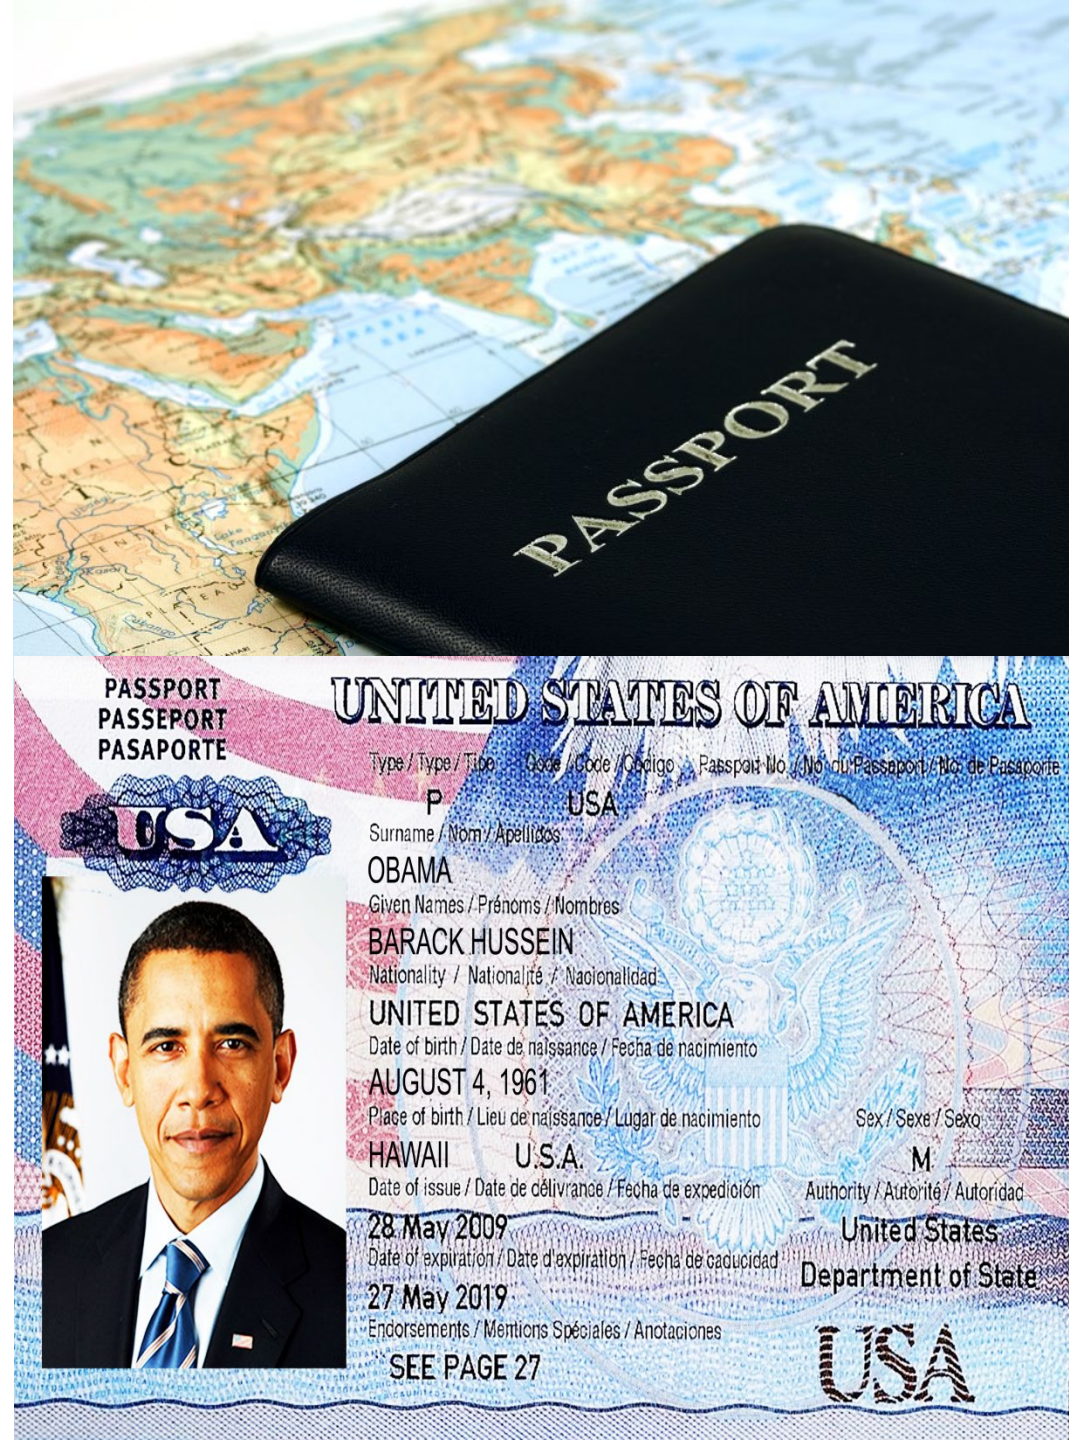 PASSPORT
PASSPORT
PASSEPORT
PASAPORTE
UNITED STATES OF AMERICA
Type / Type / Tipo Code / Code / Código Passport No. / No. du Passeport / No. de Pasaporte
P USA
USA
Surname / Nom / Apellidos
OBAMA
Given Names / Prénoms / Nombres
BARACK HUSSEIN
Nationality / Nationalité / Nacionalidad
UNITED STATES OF AMERICA
Date of birth / Date de naissance / Fecha de nacimiento
AUGUST 4, 1961
Place of birth / Lieu de naissance / Lugar de nacimiento Sex / Sexe / Sexo
HAWAII U.S.A. M
Date of issue / Date de délivrance / Fecha de expedición Authority / Autorité / Autoridad
28 May 2009 United States
Date of expiration / Date d'expiration / Fecha de caducidad Department of State
27 May 2019
Endorsements / Mentions Spéciales / Anotaciones
SEE PAGE 27 USA